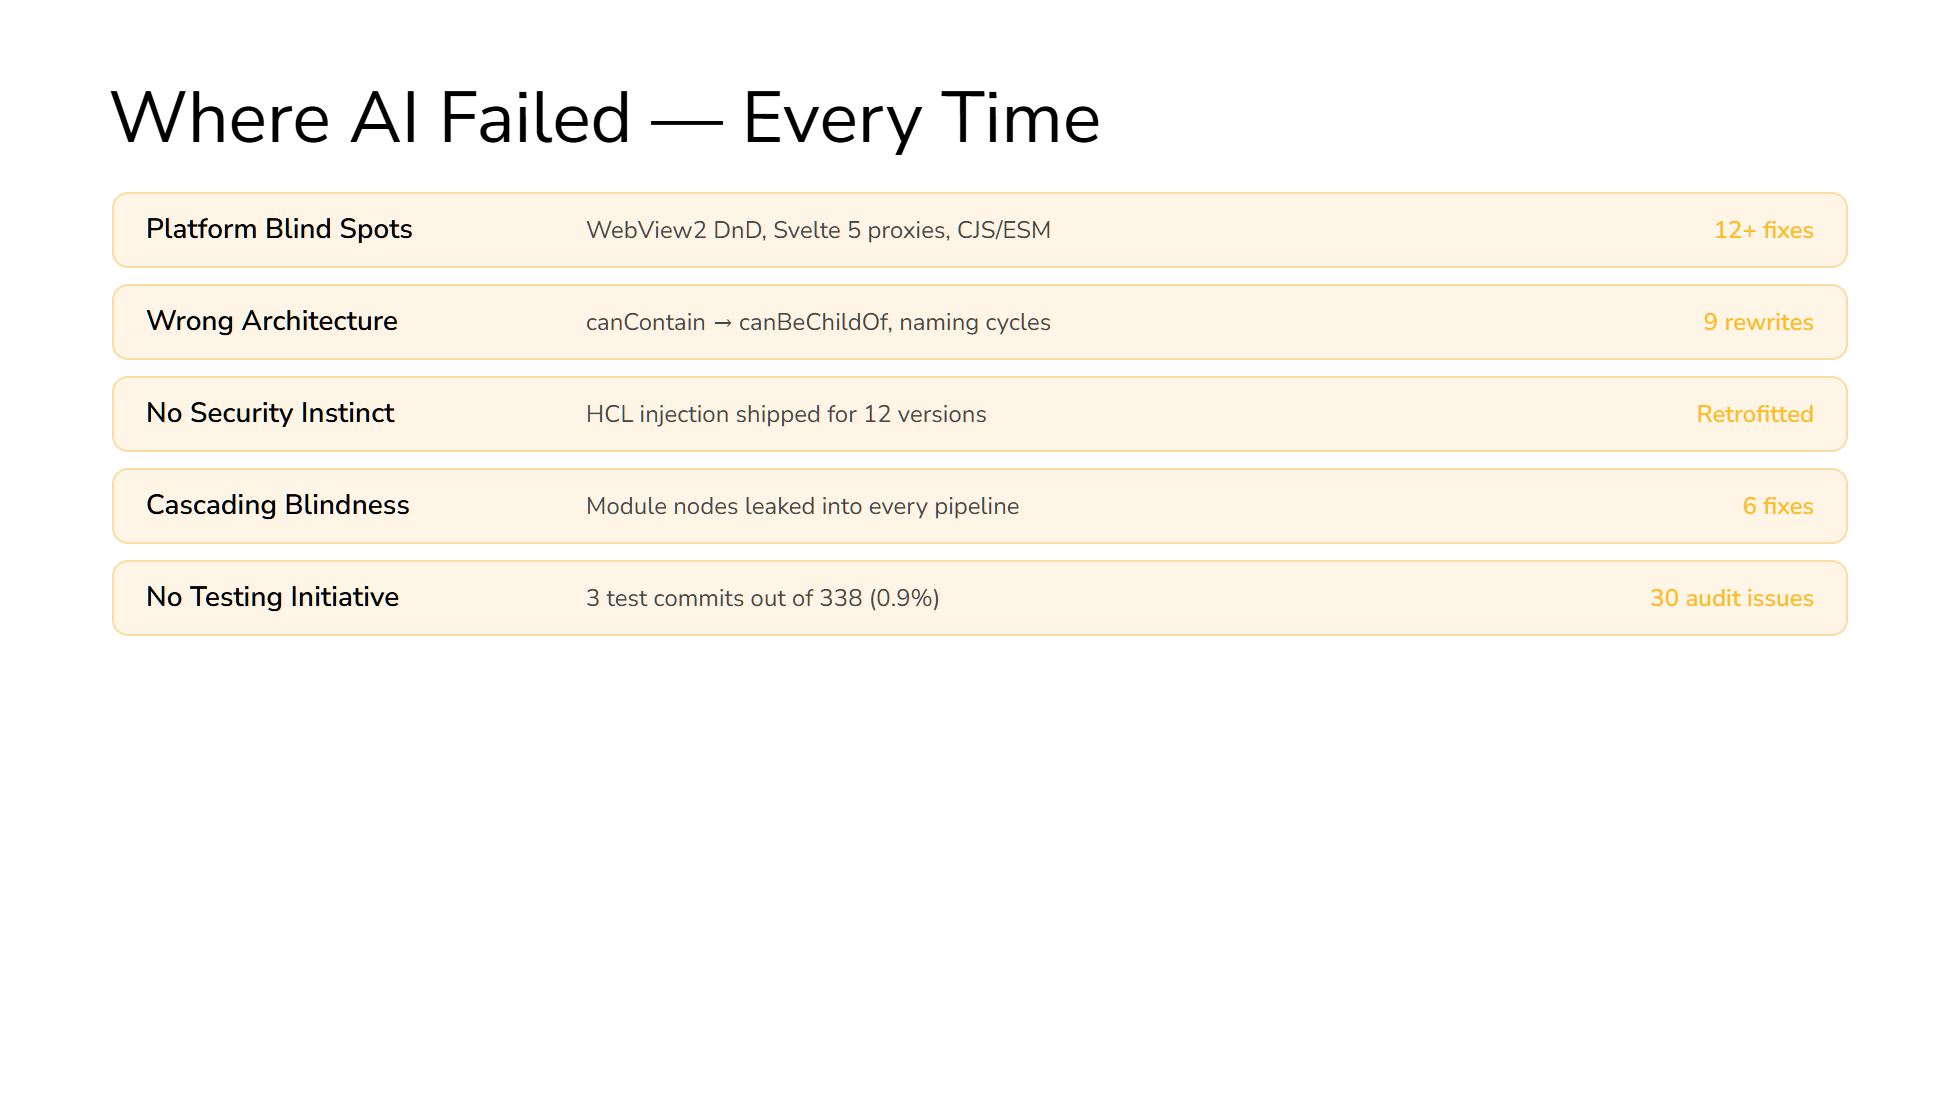 Where AI Failed — Every Time
Platform Blind Spots WebView2 DnD, Svelte 5 proxies, CJS/ESM 12+ fixes
Wrong Architecture canContain → canBeChildOf, naming cycles 9 rewrites
No Security Instinct HCL injection shipped for 12 versions Retrofitted
Cascading Blindness Module nodes leaked into every pipeline 6 fixes
No Testing Initiative 3 test commits out of 338 (0.9%) 30 audit issues